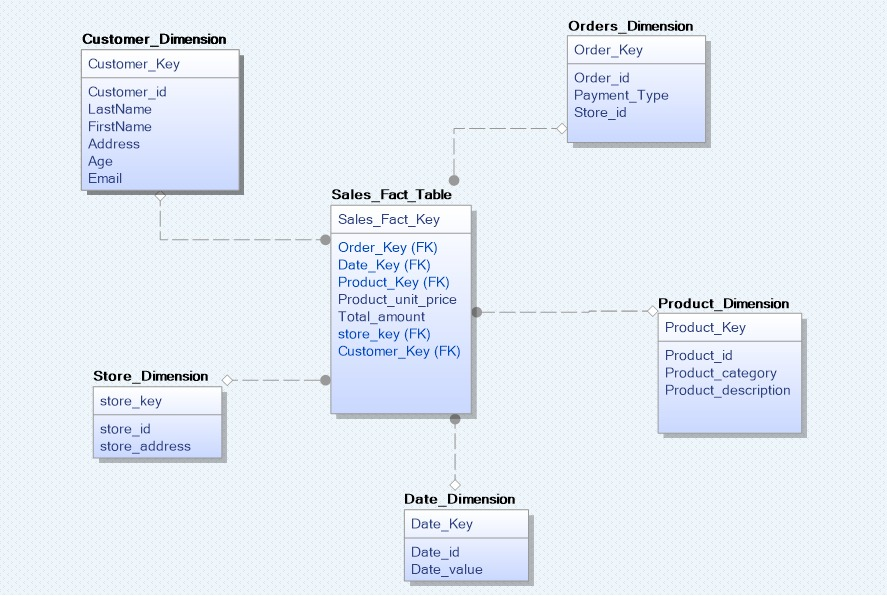 Customer_Dimension
Customer_Key
Customer_id
LastName
FirstName
Address
Age
Email
Orders_Dimension
Order_Key
Order_id
Payment_Type
Store_id
Sales_Fact_Table
Sales_Fact_Key
Order_Key (FK)
Date_Key (FK)
Product_Key (FK)
Product_unit_price
Total_amount
store_key (FK)
Customer_Key (FK)
Product_Dimension
Product_Key
Product_id
Product_category
Product_description
Store_Dimension
store_key
store_id
store_address
Date_Dimension
Date_Key
Date_id
Date_value